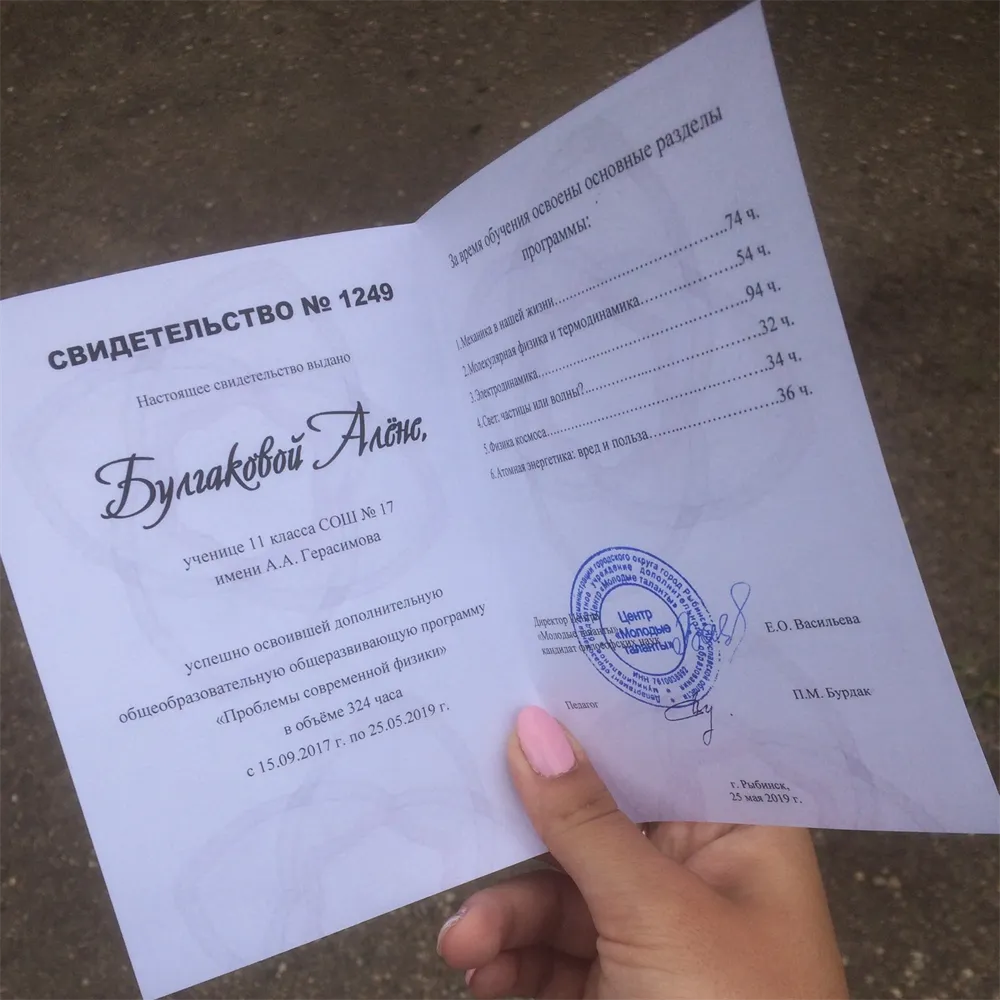 СВИДЕТЕЛЬСТВО № 1249
Настоящее свидетельство выдано
Булгаковой Алёне,
ученице 11 класса СОШ № 17
имени А.А. Герасимова
успешно освоившей дополнительную
общеобразовательную общеразвивающую программу
«Проблемы современной физики»
в объёме 324 часа
с 15.09.2017 г. по 25.05.2019 г.
За время обучения освоены основные разделы
программы:
1.Механика в нашей жизни.....................................74 ч.
2.Молекулярная физика и термодинамика....................54 ч.
3.Электродинамика..........................................94 ч.
4.Свет: частицы или волны?..................................32 ч.
5.Физика космоса............................................34 ч.
6.Атомная энергетика: вред и польза.........................36 ч.
Директор
«Молодые таланты»
кандидат философских наук
Е.О. Васильева
Центр
«Молодые
таланты»
Педагог
П.М. Бурдак
г. Рыбинск,
25 мая 2019 г.